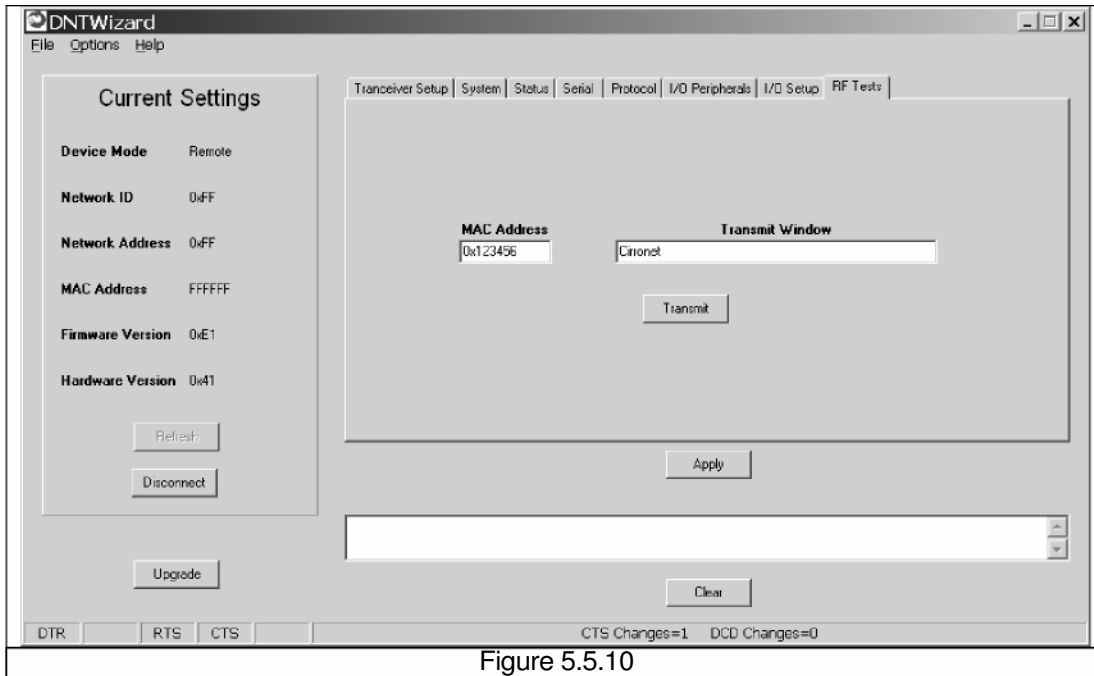 DNTWizard
File Options Help
Current Settings
Device Mode Remote
Network ID 0xFF
Network Address 0xFF
MAC Address FFFFFF
Firmware Version 0xE1
Hardware Version 0x41
Refresh
Disconnect
Upgrade
Tranceiver Setup System Status Serial Protocol I/O Peripherals I/O Setup RF Tests
MAC Address Transmit Window
0x123456 Cirronet
Transmit
Apply
Clear
DTR RTS CTS CTS Changes=1 DCD Changes=0
Figure 5.5.10